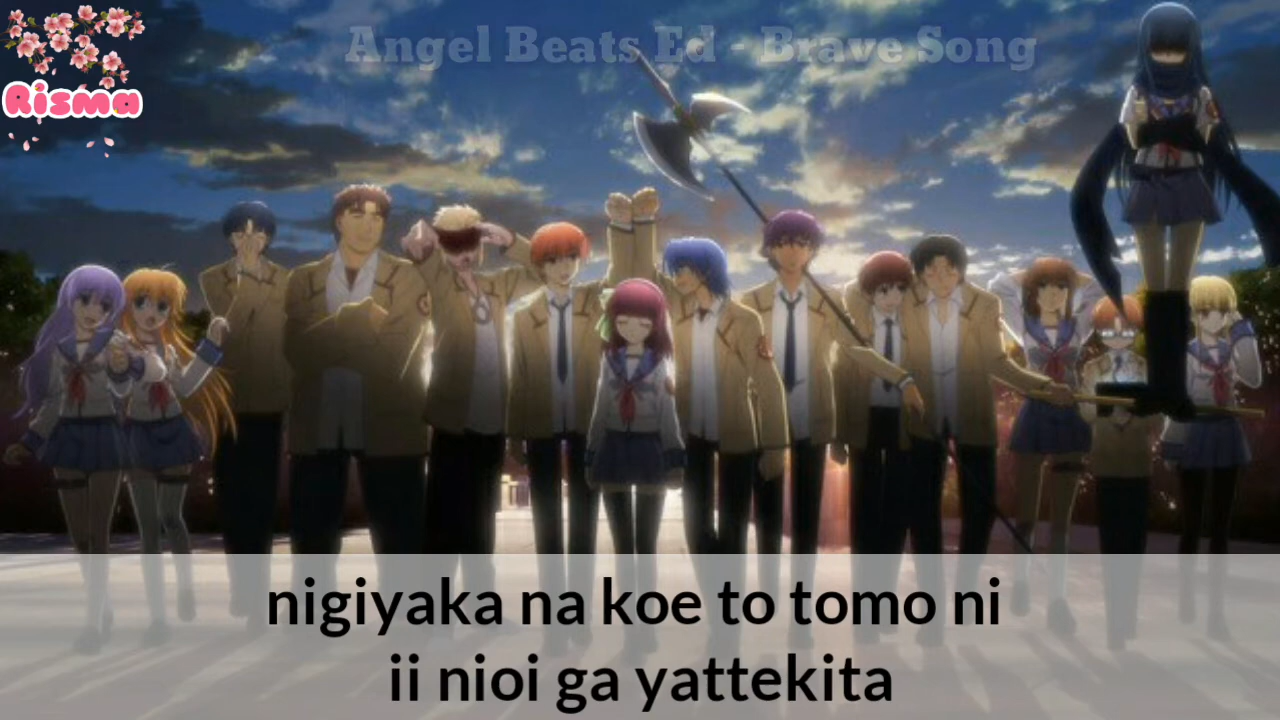 Angel Beats Ed - Brave Song
Risma
nigiyaka na koe to tomo ni
ii nioi ga yattekita